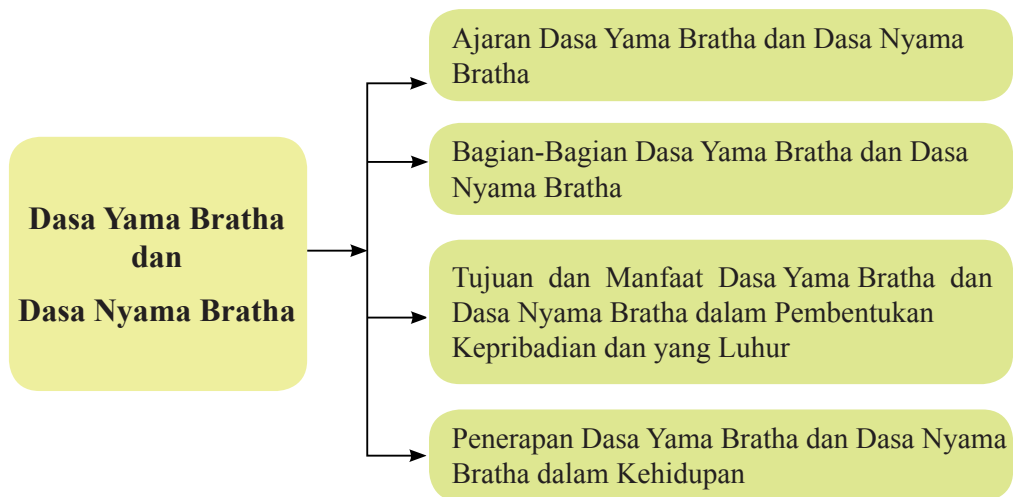 Dasa Yama Bratha
dan
Dasa Nyama Bratha
Ajaran Dasa Yama Bratha dan Dasa Nyama
Bratha
Bagian-Bagian Dasa Yama Bratha dan Dasa
Nyama Bratha
Tujuan dan Manfaat Dasa Yama Bratha dan
Dasa Nyama Bratha dalam Pembentukan
Kepribadian dan yang Luhur
Penerapan Dasa Yama Bratha dan Dasa Nyama
Bratha dalam Kehidupan